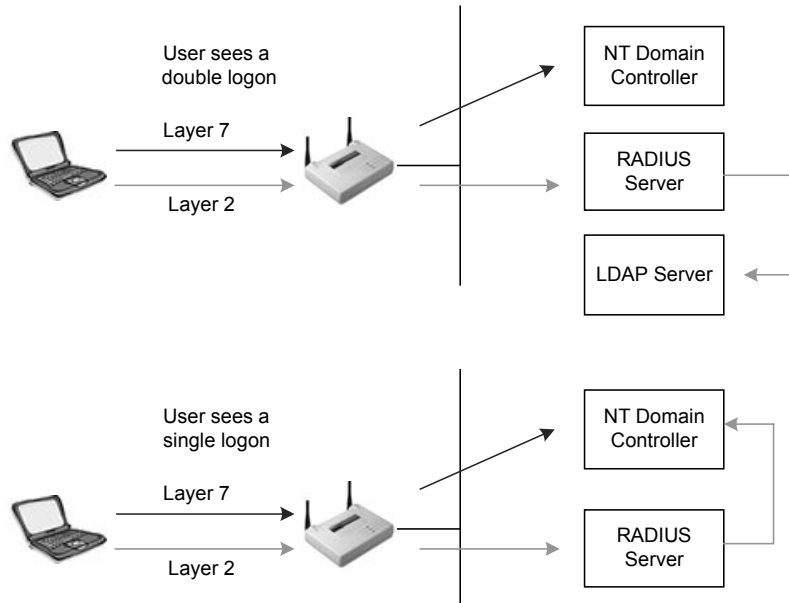 User sees a
double logon
Layer 7
Layer 2
NT Domain
Controller
RADIUS
Server
LDAP Server
User sees a
single logon
Layer 7
Layer 2
NT Domain
Controller
RADIUS
Server